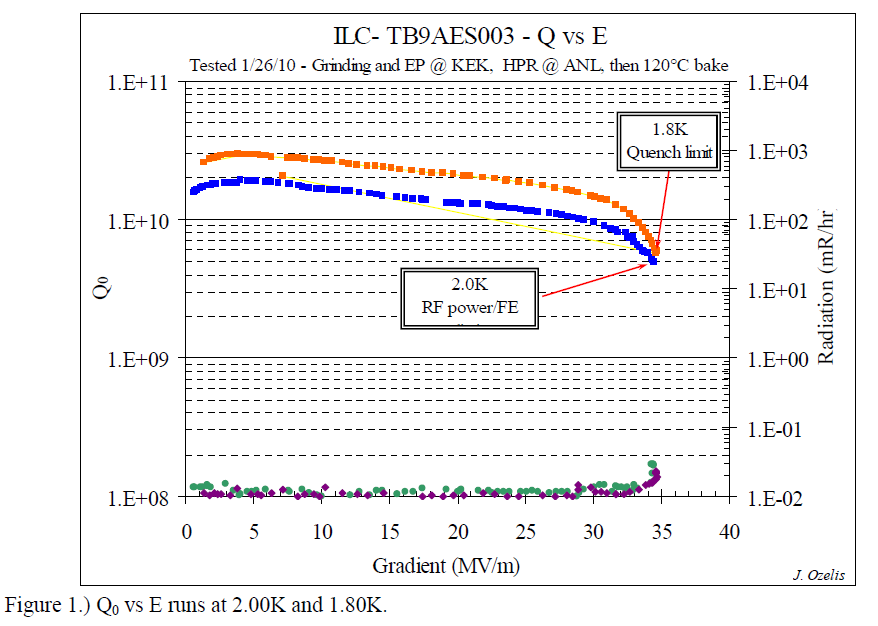 ILC- TB9AES003 - Q vs E
Tested 1/26/10 - Grinding and EP @ KEK, HPR @ ANL, then 120°C bake
1.E+11
1.E+10
1.E+09
1.E+08
Q0
1.E+04
1.E+03
1.E+02
1.E+01
1.E+00
1.E-01
1.E-02
Radiation (mR/hr)
1.8K
Quench limit
2.0K
RF power/FE
0 5 10 15 20 25 30 35 40
Gradient (MV/m)
J. Ozelis
Figure 1.) Q0 vs E runs at 2.00K and 1.80K.